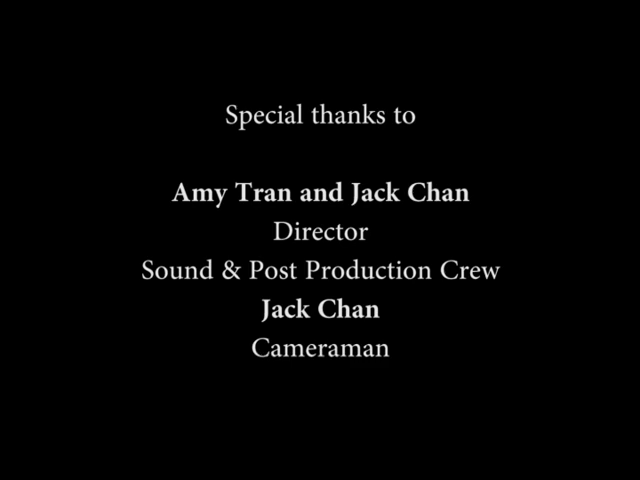 Special thanks to
Amy Tran and Jack Chan
Director
Sound & Post Production Crew
Jack Chan
Cameraman